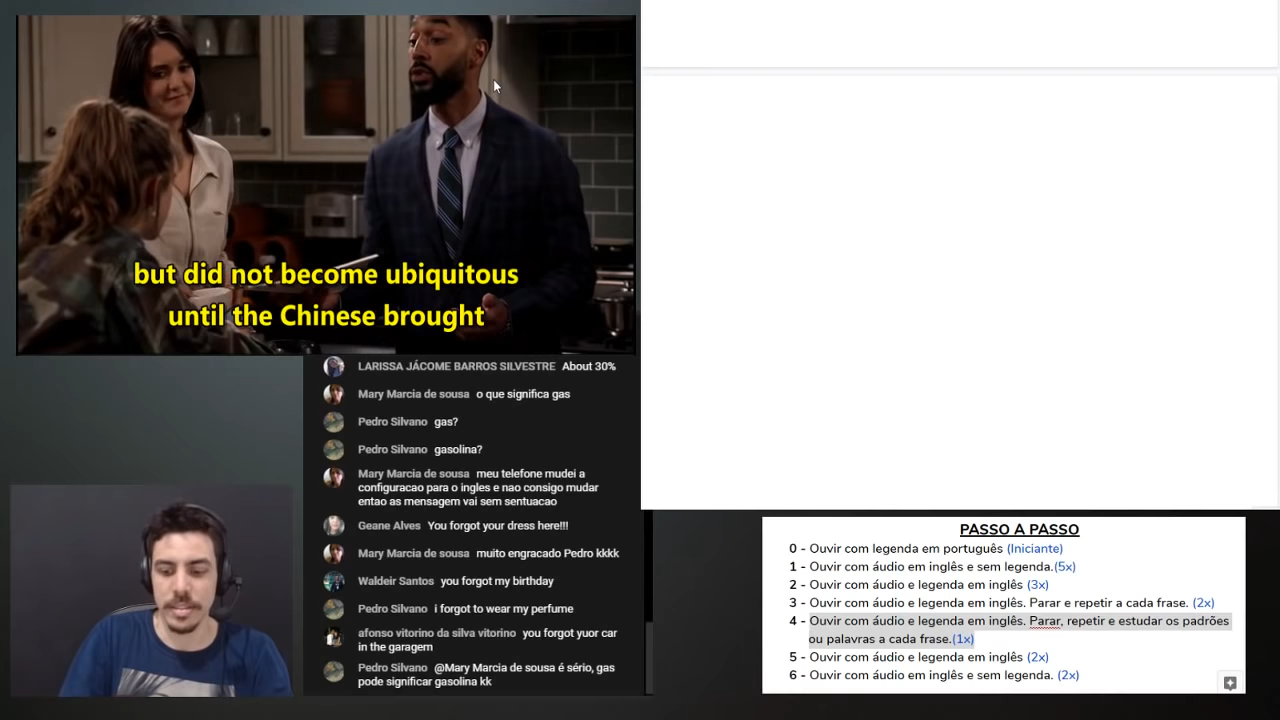 but did not become ubiquitous
until the Chinese brought
LARISSA JÁCOME BARROS SILVESTRE About 30%
Mary Marcia de sousa o que significa gas
Pedro Silvano gas?
Pedro Silvano gasolina?
Mary Marcia de sousa meu telefone mudei a
configuracao para o ingles e nao consigo mudar
entao as mensagem vai sem sentuacao
Geane Alves You forgot your dress here!!!
Mary Marcia de sousa muito engracado Pedro kkkk
Waldeir Santos you forgot my birthday
Pedro Silvano i forgot to wear my perfume
afonso vitorino da silva vitorino you forgot yuor car
in the garagem
Pedro Silvano @Mary Marcia de sousa é sério, gas
pode significar gasolina kk
PASSO A PASSO
0 - Ouvir com legenda em português (Iniciante)
1 - Ouvir com áudio em inglês e sem legenda.(5x)
2 - Ouvir com áudio e legenda em inglês (3x)
3 - Ouvir com áudio e legenda em inglês. Parar e repetir a cada frase. (2x)
4 - Ouvir com áudio e legenda em inglês. Parar, repetir e estudar os padrões
ou palavras a cada frase.(1x)
5 - Ouvir com áudio e legenda em inglês (2x)
6 - Ouvir com áudio em inglês e sem legenda. (2x)